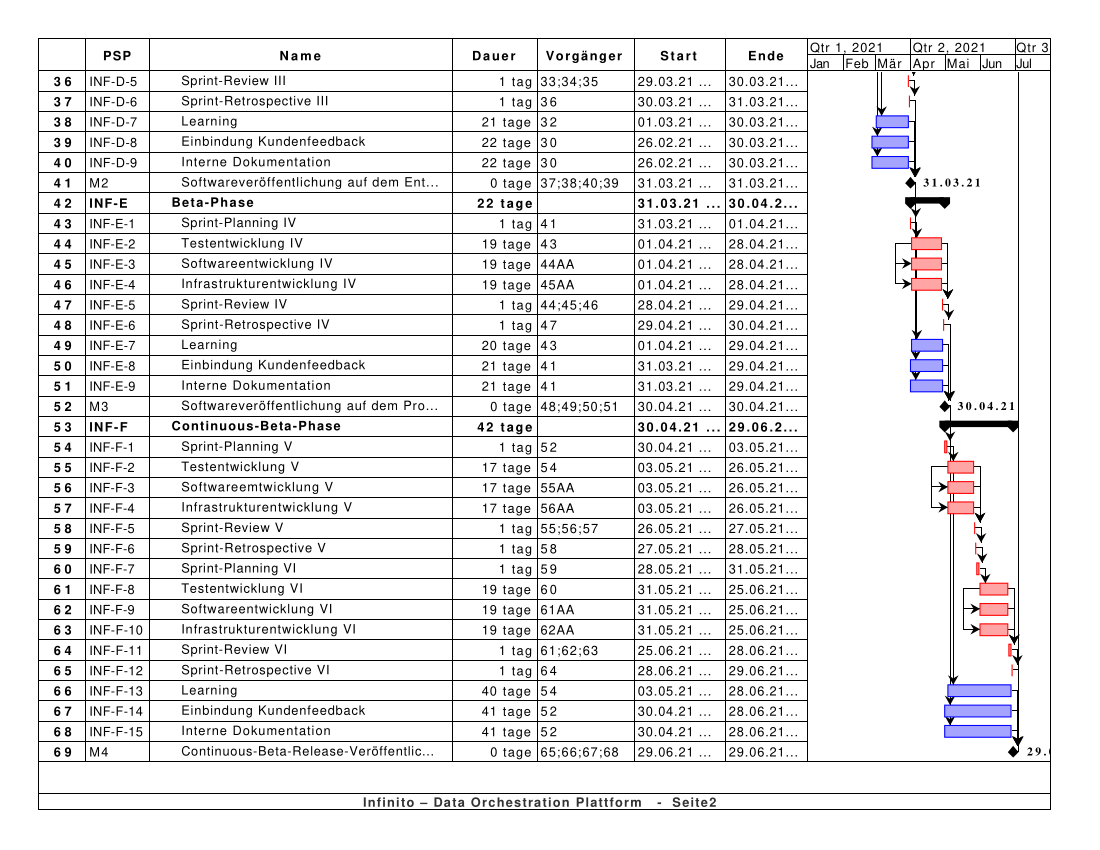 PSP Name Dauer Vorgänger Start Ende Qtr 1, 2021 Qtr 2, 2021 Qtr 3
Jan Feb Mär Apr Mai Jun Jul
36 INF-D-5 Sprint-Review III 1 tag 33;34;35 29.03.21 ... 30.03.21...
37 INF-D-6 Sprint-Retrospective III 1 tag 36 30.03.21 ... 31.03.21...
38 INF-D-7 Learning 21 tage 32 01.03.21 ... 30.03.21...
39 INF-D-8 Einbindung Kundenfeedback 22 tage 30 26.02.21 ... 30.03.21...
40 INF-D-9 Interne Dokumentation 22 tage 30 26.02.21 ... 30.03.21...
41 M2 Softwareveröffentlichung auf dem Ent... 0 tage 37;38;40;39 31.03.21 ... 31.03.21... 31.03.21
42 INF-E Beta-Phase 22 tage 31.03.21 ... 30.04.2...
43 INF-E-1 Sprint-Planning IV 1 tag 41 31.03.21 ... 01.04.21...
44 INF-E-2 Testentwicklung IV 19 tage 43 01.04.21 ... 28.04.21...
45 INF-E-3 Softwareentwicklung IV 19 tage 44AA 01.04.21 ... 28.04.21...
46 INF-E-4 Infrastrukturentwicklung IV 19 tage 45AA 01.04.21 ... 28.04.21...
47 INF-E-5 Sprint-Review IV 1 tag 44;45;46 28.04.21 ... 29.04.21...
48 INF-E-6 Sprint-Retrospective IV 1 tag 47 29.04.21 ... 30.04.21...
49 INF-E-7 Learning 20 tage 43 01.04.21 ... 29.04.21...
50 INF-E-8 Einbindung Kundenfeedback 21 tage 41 31.03.21 ... 29.04.21...
51 INF-E-9 Interne Dokumentation 21 tage 41 31.03.21 ... 29.04.21...
52 M3 Softwareveröffentlichung auf dem Pro... 0 tage 48;49;50;51 30.04.21 ... 30.04.21... 30.04.21
53 INF-F Continuous-Beta-Phase 42 tage 30.04.21 ... 29.06.2...
54 INF-F-1 Sprint-Planning V 1 tag 52 30.04.21 ... 03.05.21...
55 INF-F-2 Testentwicklung V 17 tage 54 03.05.21 ... 26.05.21...
56 INF-F-3 Softwareemtwicklung V 17 tage 55AA 03.05.21 ... 26.05.21...
57 INF-F-4 Infrastrukturentwicklung V 17 tage 56AA 03.05.21 ... 26.05.21...
58 INF-F-5 Sprint-Review V 1 tag 55;56;57 26.05.21 ... 27.05.21...
59 INF-F-6 Sprint-Retrospective V 1 tag 58 27.05.21 ... 28.05.21...
60 INF-F-7 Sprint-Planning VI 1 tag 59 28.05.21 ... 31.05.21...
61 INF-F-8 Testentwicklung VI 19 tage 60 31.05.21 ... 25.06.21...
62 INF-F-9 Softwareentwicklung VI 19 tage 61AA 31.05.21 ... 25.06.21...
63 INF-F-10 Infrastrukturentwicklung VI 19 tage 62AA 31.05.21 ... 25.06.21...
64 INF-F-11 Sprint-Review VI 1 tag 61;62;63 25.06.21 ... 28.06.21...
65 INF-F-12 Sprint-Retrospective VI 1 tag 64 28.06.21 ... 29.06.21...
66 INF-F-13 Learning 40 tage 54 03.05.21 ... 28.06.21...
67 INF-F-14 Einbindung Kundenfeedback 41 tage 52 30.04.21 ... 28.06.21...
68 INF-F-15 Interne Dokumentation 41 tage 52 30.04.21 ... 28.06.21...
69 M4 Continuous-Beta-Release-Veröffentlic... 0 tage 65;66;67;68 29.06.21 ... 29.06.21... 29.
Infinito – Data Orchestration Plattform - Seite2